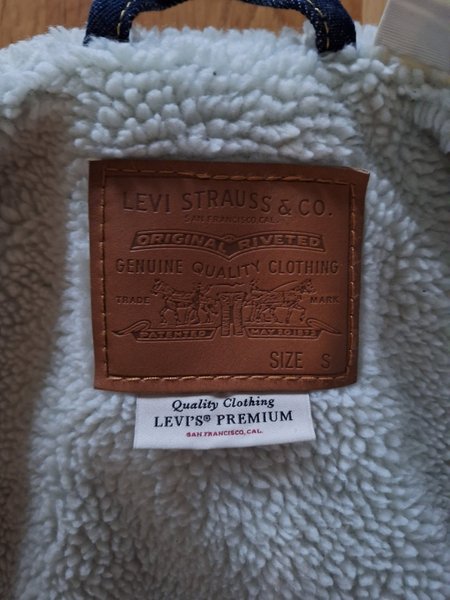 LEVI STRAUSS & CO.
SAN FRANCISCO CAL.
ORIGINAL RIVETED
GENUINE QUALITY CLOTHING
TRADE MARK
PATENTED MAY 20 1873
SIZE S
Quality Clothing
LEVI'S® PREMIUM
SAN FRANCISCO, CAL.